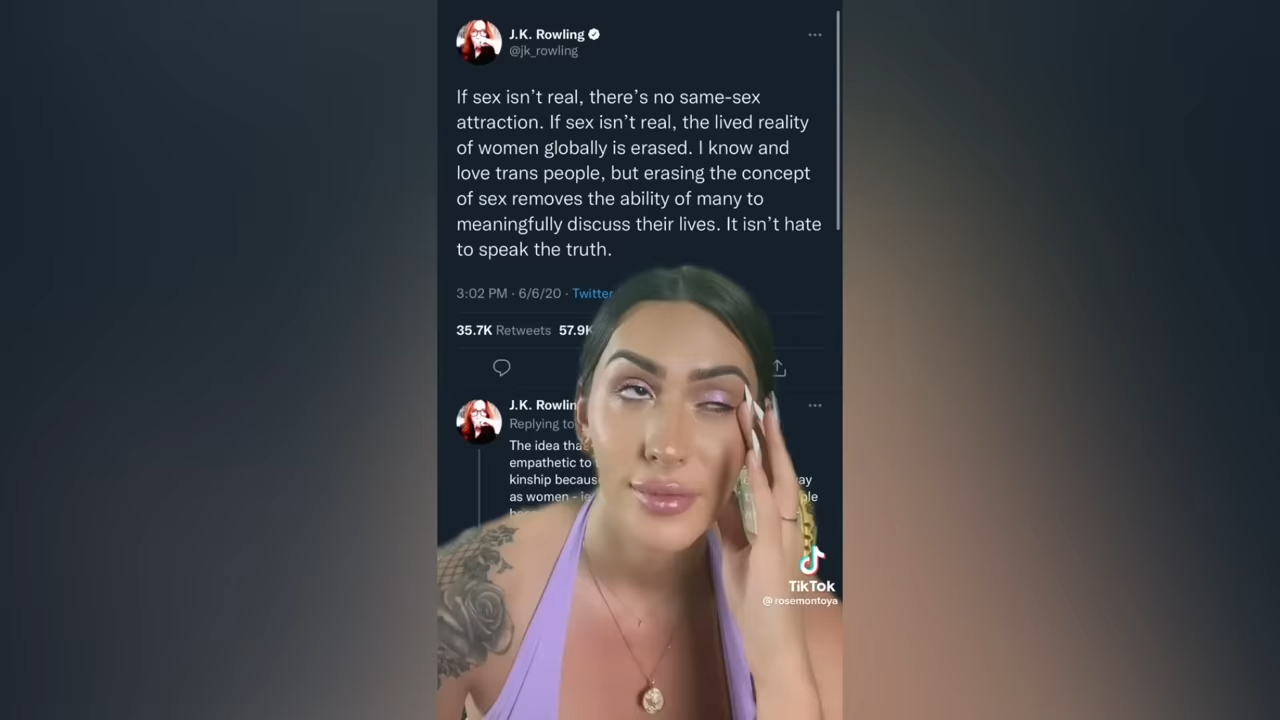 J.K. Rowling
@jk_rowling
If sex isn't real, there's no same-sex
attraction. If sex isn't real, the lived reality
of women globally is erased. I know and
love trans people, but erasing the concept
of sex removes the ability of many to
meaningfully discuss their lives. It isn't hate
to speak the truth.
3:02 PM · 6/6/20 · Twitter
35.7K Retweets 57.9K
J.K. Rowlin
Replying to
The idea tha
empathetic to
kinship becaus
as women - ie
TikTok
@rosemontoya